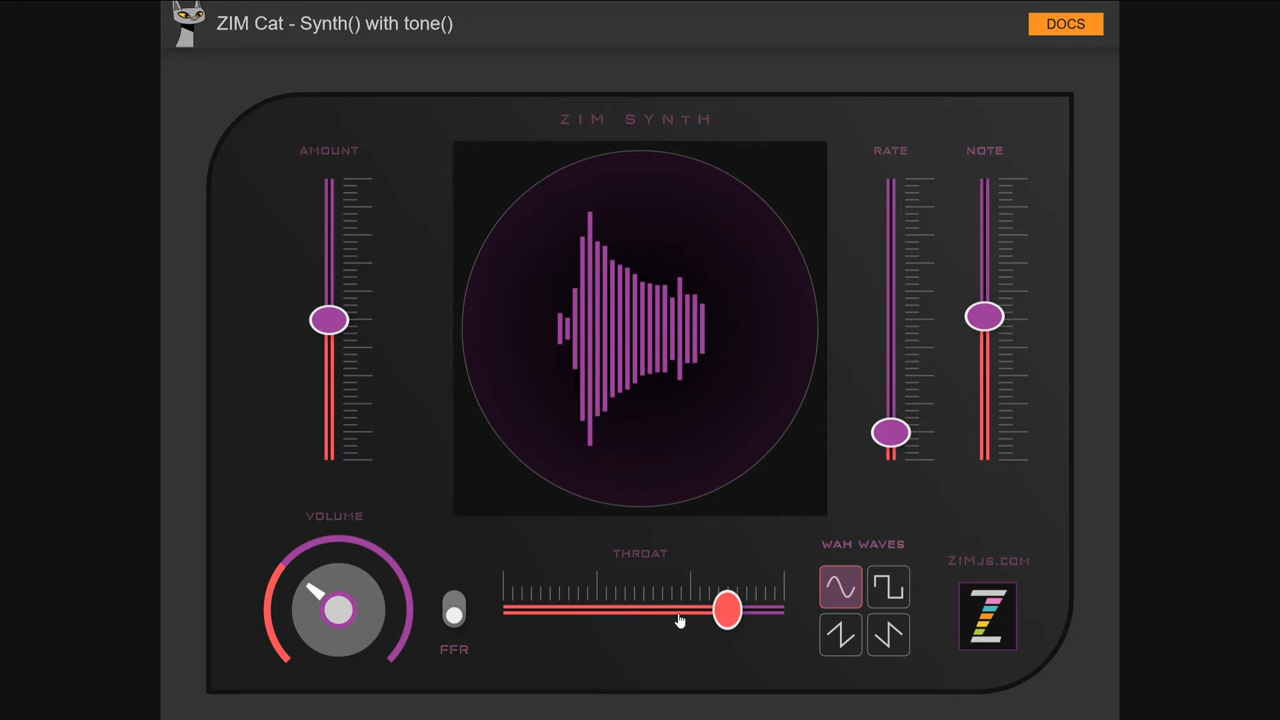 ZIM Cat - Synth() with tone()
DOCS
ZIM SYNTH
AMOUNT
RATE
NOTE
VOLUME
THROAT
WAH WAVES
ZIMJS.COM
FFR